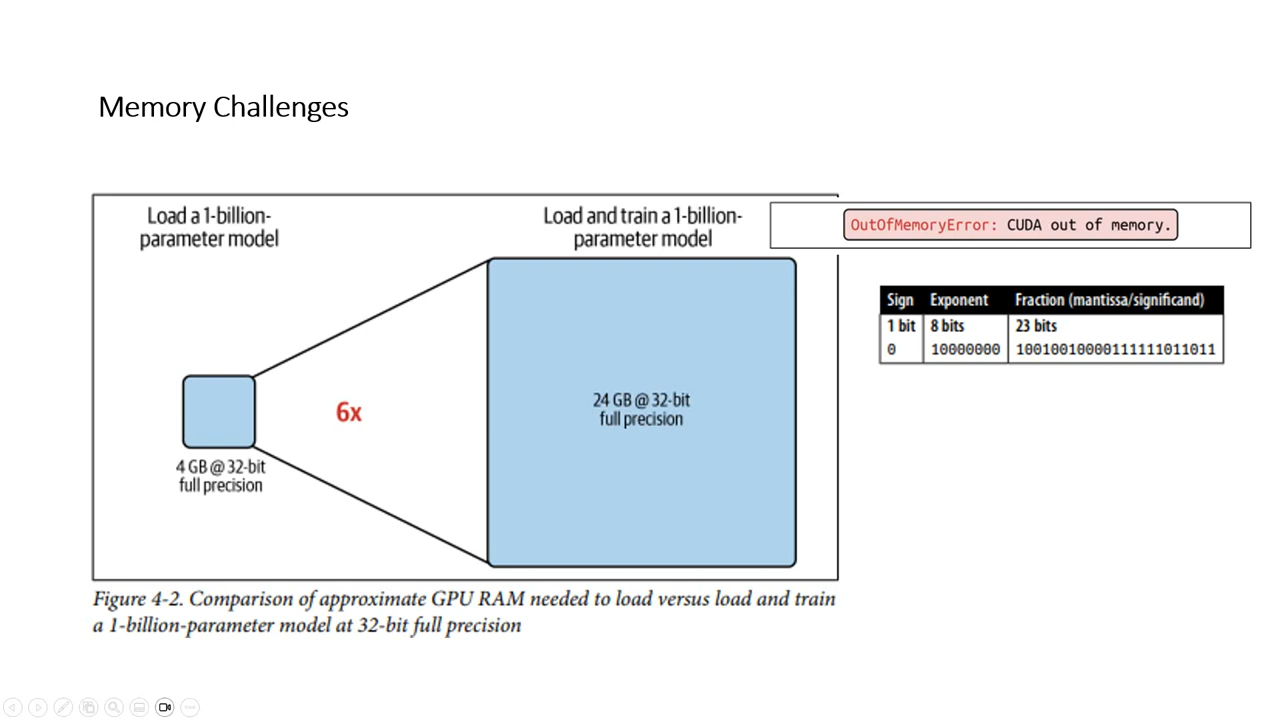 Memory Challenges
Load a 1-billion-
parameter model
Load and train a 1-billion-
parameter model
OutOfMemoryError: CUDA out of memory.
Sign Exponent Fraction (mantissa/significand)
1 bit 8 bits 23 bits
0 10000000 10010010000111111011011
6x
24 GB @ 32-bit
full precision
4 GB @ 32-bit
full precision
Figure 4-2. Comparison of approximate GPU RAM needed to load versus load and train
a 1-billion-parameter model at 32-bit full precision